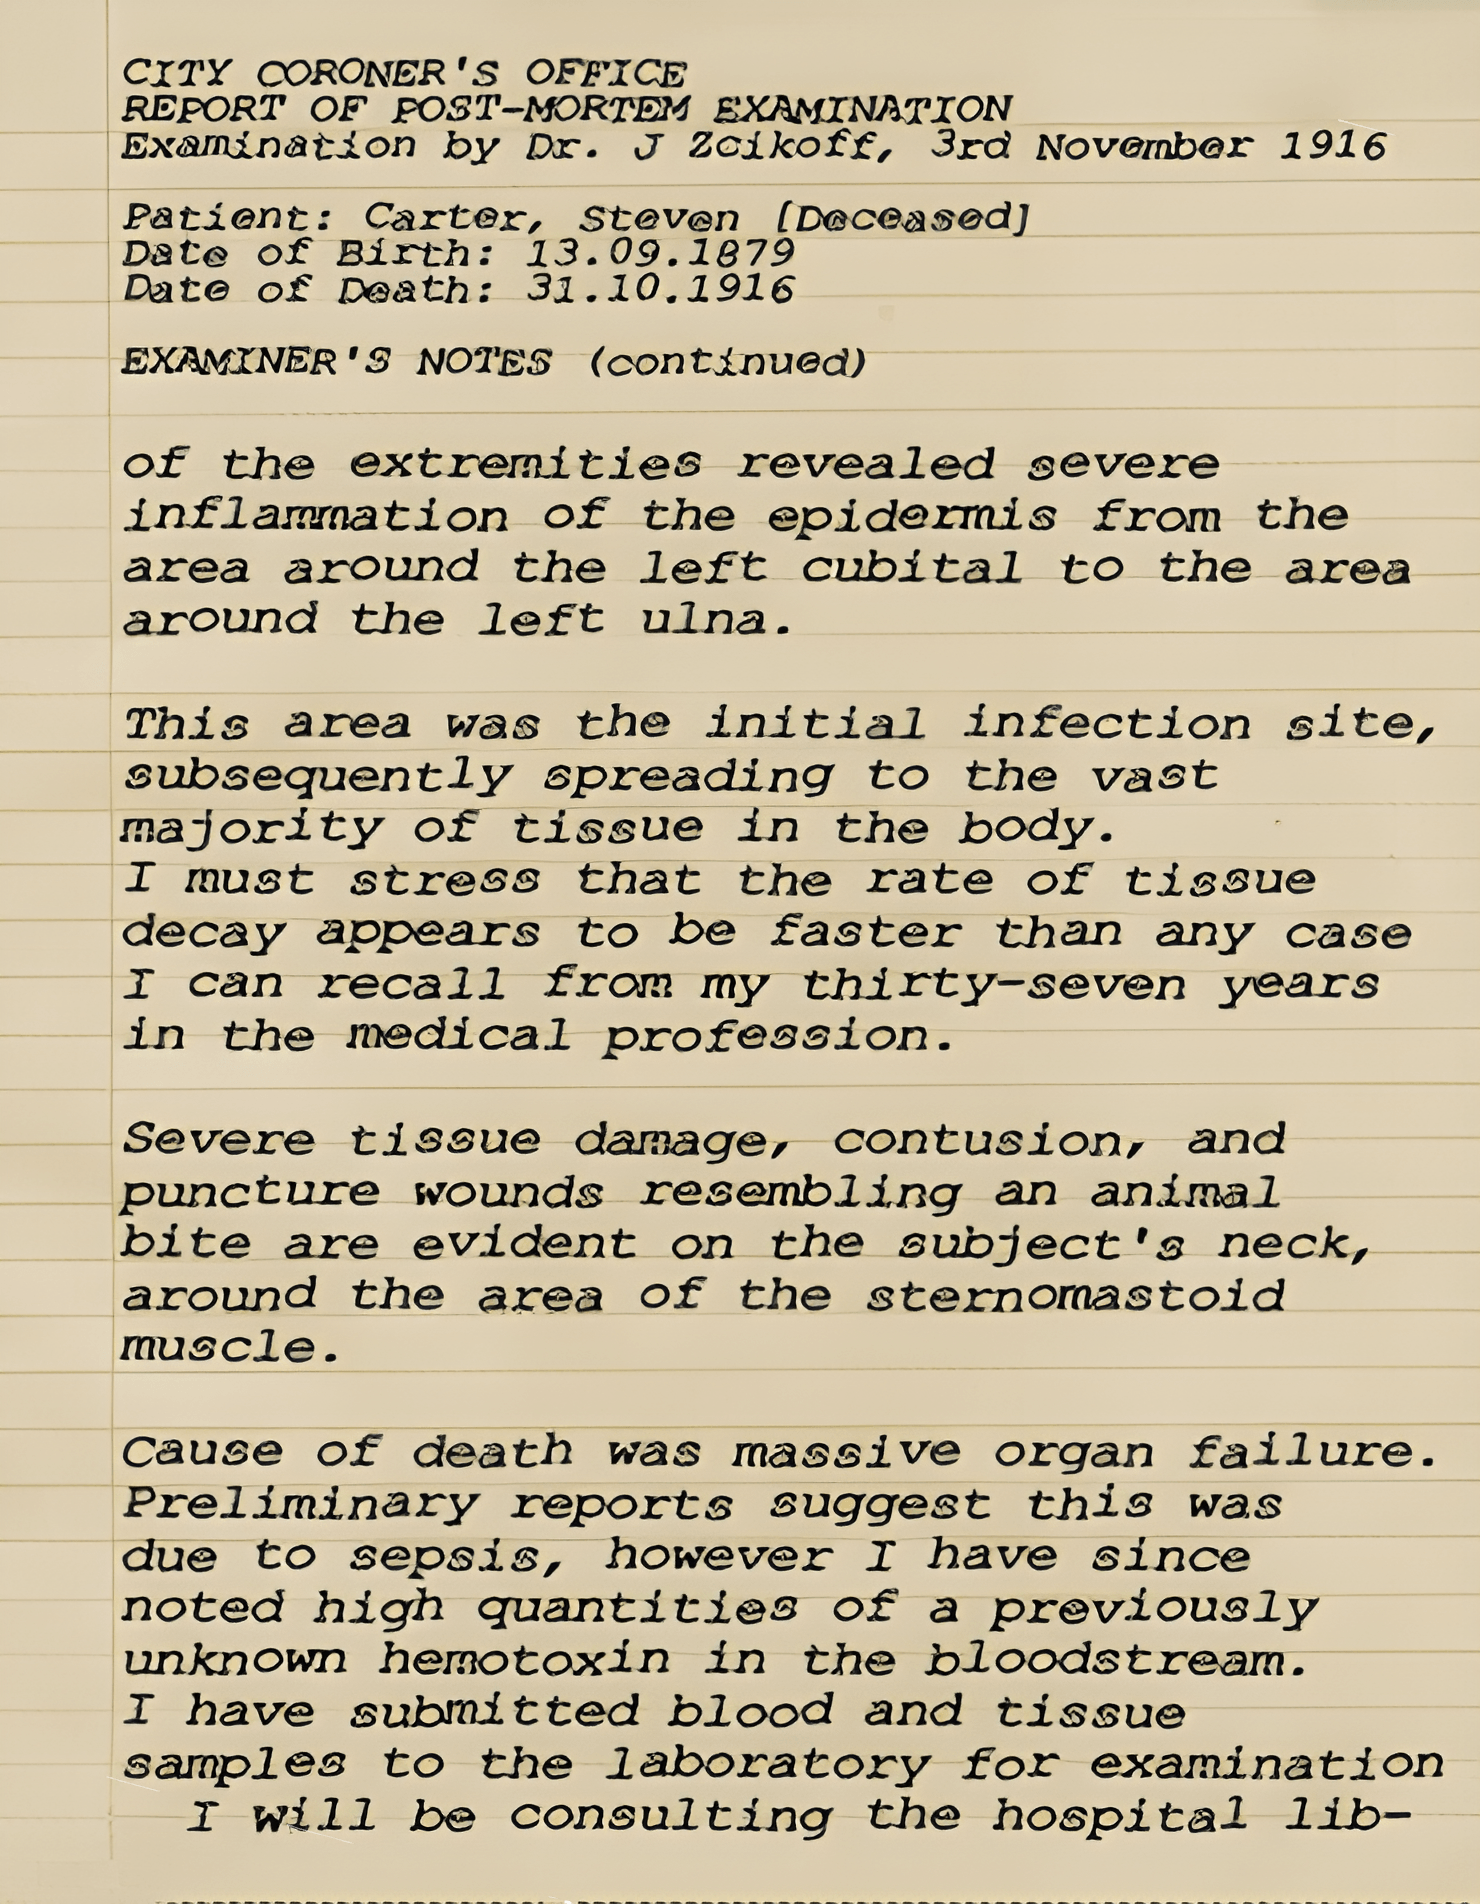 CITY CORONER'S OFFICE
REPORT OF POST-MORTEM EXAMINATION
Examination by Dr. J Zcikoff, 3rd November 1916
Patient: Carter, Steven [Deceased]
Date of Birth: 13.09.1879
Date of Death: 31.10.1916
EXAMINER'S NOTES (continued)
of the extremities revealed severe
inflammation of the epidermis from the
area around the left cubital to the area
around the left ulna.
This area was the initial infection site,
subsequently spreading to the vast
majority of tissue in the body.
I must stress that the rate of tissue
decay appears to be faster than any case
I can recall from my thirty-seven years
in the medical profession.
Severe tissue damage, contusion, and
puncture wounds resembling an animal
bite are evident on the subject's neck,
around the area of the sternomastoid
muscle.
Cause of death was massive organ failure.
Preliminary reports suggest this was
due to sepsis, however I have since
noted high quantities of a previously
unknown hemotoxin in the bloodstream.
I have submitted blood and tissue
samples to the laboratory for examination
I will be consulting the hospital lib-